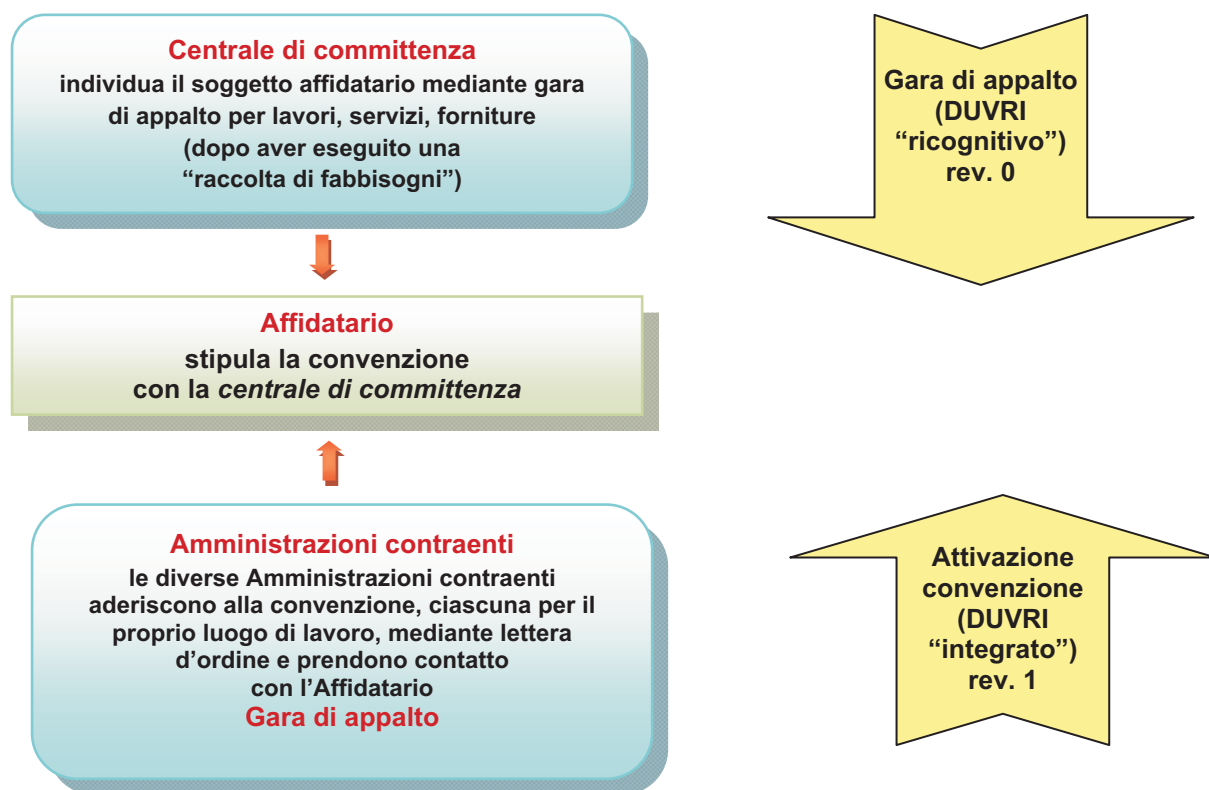 Centrale di committenza
individua il soggetto affidatario mediante gara
di appalto per lavori, servizi, forniture
(dopo aver eseguito una
“raccolta di fabbisogni”)
Gara di appalto
(DUVRI
“ricognitivo”)
rev. 0
Affidatario
stipula la convenzione
con la centrale di committenza
Amministrazioni contraenti
le diverse Amministrazioni contraenti
aderiscono alla convenzione, ciascuna per il
proprio luogo di lavoro, mediante lettera
d’ordine e prendono contatto
con l’Affidatario
Gara di appalto
Attivazione
convenzione
(DUVRI
“integrato”)
rev. 1